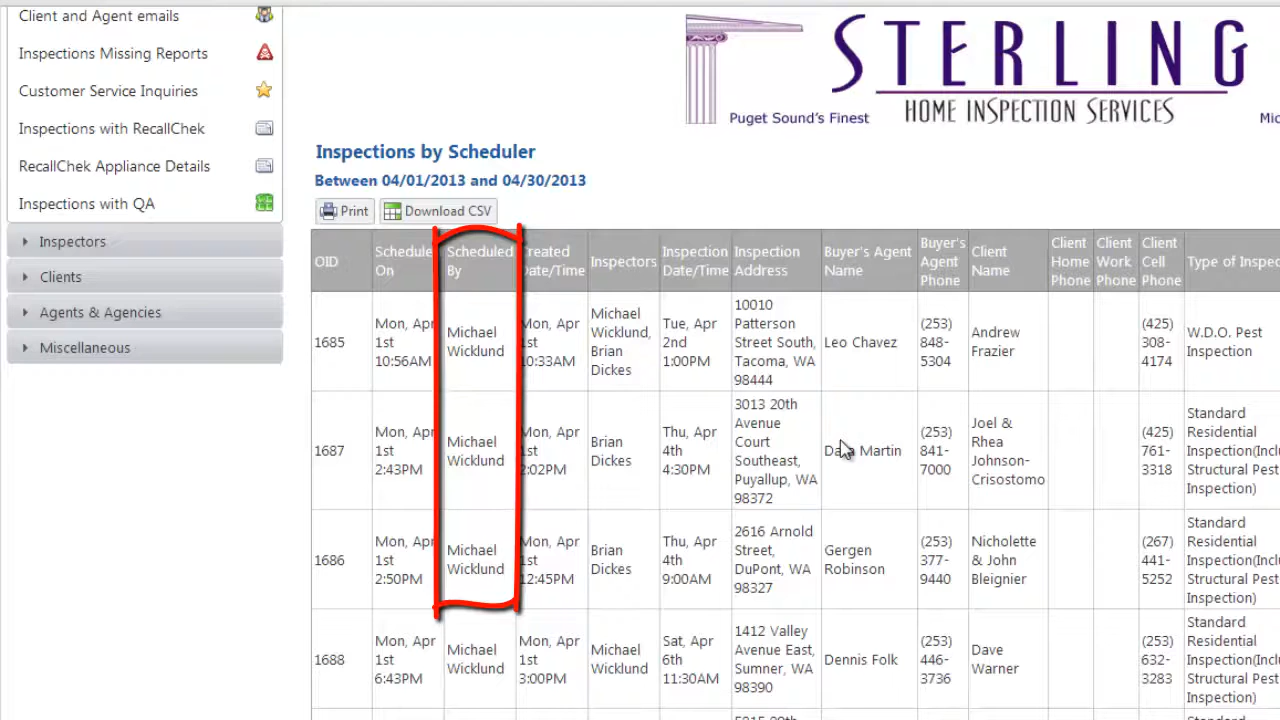 Client and Agent emails
Inspections Missing Reports
Customer Service Inquiries
Inspections with RecallChek
RecallChek Appliance Details
Inspections with QA
Inspectors
Clients
Agents & Agencies
Miscellaneous
STERLING
HOME INSPECTION SERVICES
Puget Sound's Finest
Mic
Inspections by Scheduler
Between 04/01/2013 and 04/30/2013
Print
Download CSV
OID
Schedule
On
Scheduled
By
Created
Date/Time
Inspectors
Inspection
Date/Time
Inspection
Address
Buyer's Agent
Name
Buyer's
Agent
Phone
Client
Name
Client
Home
Phone
Client
Work
Phone
Client
Cell
Phone
Type of Inspec
1685
Mon, Apr
1st
10:56AM
Michael
Wicklund
Mon, Apr
1st
10:33AM
Michael
Wicklund,
Brian
Dickes
Tue, Apr
2nd
1:00PM
10010
Patterson
Street South,
Tacoma, WA
98444
Leo Chavez
(253)
848-
5304
Andrew
Frazier
(425)
308-
4174
W.D.O. Pest
Inspection
1687
Mon, Apr
1st
2:43PM
Michael
Wicklund
Mon, Apr
1st
2:02PM
Brian
Dickes
Thu, Apr
4th
4:30PM
3013 20th
Avenue
Court
Southeast,
Puyallup, WA
98372
Martin
(253)
841-
7000
Joel &
Rhea
Johnson-
Crisostomo
(425)
761-
3318
Standard
Residential
Inspection(Inclu
Structural Pest
Inspection)
1686
Mon, Apr
1st
2:50PM
Michael
Wicklund
Mon, Apr
1st
12:45PM
Brian
Dickes
Thu, Apr
4th
9:00AM
2616 Arnold
Street,
DuPont, WA
98327
Gergen
Robinson
(253)
377-
9440
Nicholette
& John
Bleignier
(267)
441-
5252
Standard
Residential
Inspection(Inclu
Structural Pest
Inspection)
1688
Mon, Apr
1st
6:43PM
Michael
Wicklund
Mon, Apr
1st
3:00PM
Michael
Wicklund
Sat, Apr
6th
11:30AM
1412 Valley
Avenue East,
Sumner, WA
98390
Dennis Folk
(253)
446-
3736
Dave
Warner
(253)
632-
3283
Standard
Residential
Inspection(Inclu
Structural Pest
Inspection)